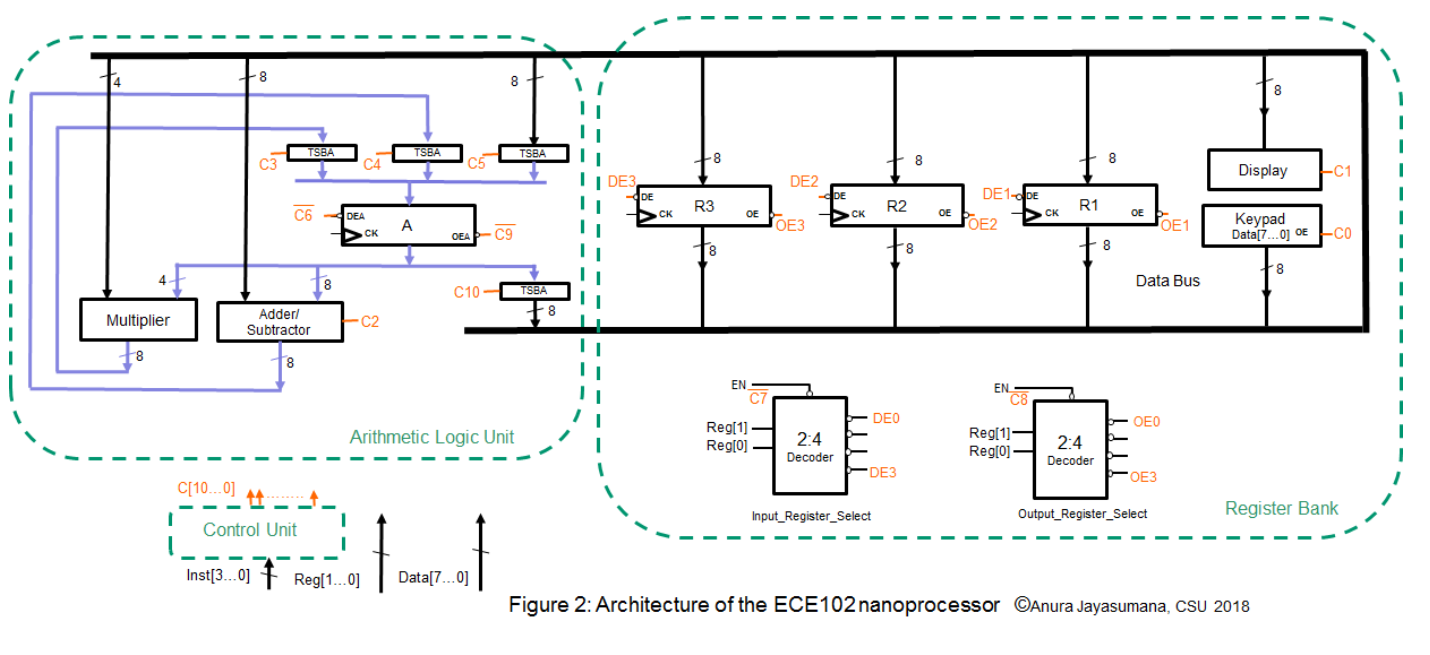 4
8
8
8
C3
TSBA
C4
TSBA
C5
TSBA
Display
C1
8
8
8
DE3
DE
R3
CK
OE
OE3
DE2
DE
R2
CK
OE
OE2
DE1
DE
R1
CK
OE
OE1
Keypad
Data[7...0] OE
C0
C6
DEA
A
CK
OEA
C9
8
8
8
8
4
8
C10
TSBA
8
Data Bus
Multiplier
Adder/
Subtractor
C2
8
8
EN
C7
Reg[1]
Reg[0]
2:4
Decoder
DE0
DE3
Input_Register_Select
EN
C8
Reg[1]
Reg[0]
2:4
Decoder
OE0
OE3
Output_Register_Select
Arithmetic Logic Unit
Register Bank
C[10...0]
Control Unit
Inst[3...0]
Reg[1...0]
Data[7...0]
Figure 2: Architecture of the ECE102 nanoprocessor ©Anura Jayasumana, CSU 2018